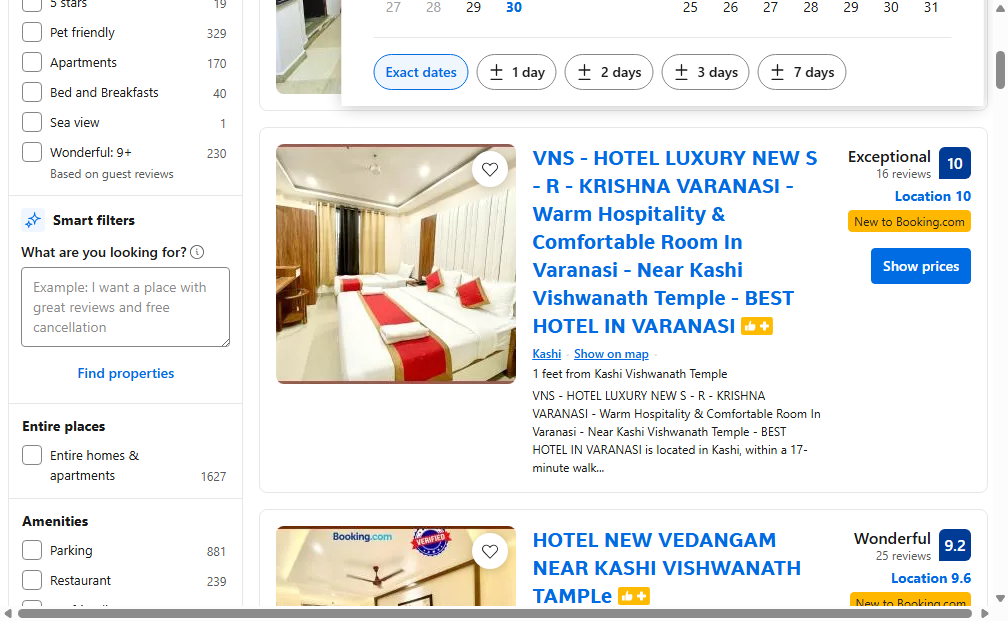 5 stars 19
Pet friendly 329
Apartments 170
Bed and Breakfasts 40
Sea view 1
Wonderful: 9+ 230
Based on guest reviews
Smart filters
What are you looking for?
Example: I want a place with
great reviews and free
cancellation
Find properties
Entire places
Entire homes &
apartments 1627
Amenities
Parking 881
Restaurant 239
27 28 29 30 25 26 27 28 29 30 31
Exact dates ± 1 day ± 2 days ± 3 days ± 7 days
VNS - HOTEL LUXURY NEW S
- R - KRISHNA VARANASI -
Warm Hospitality &
Comfortable Room In
Varanasi - Near Kashi
Vishwanath Temple - BEST
HOTEL IN VARANASI
Kashi · Show on map ·
1 feet from Kashi Vishwanath Temple
VNS - HOTEL LUXURY NEW S - R - KRISHNA
VARANASI - Warm Hospitality & Comfortable Room In
Varanasi - Near Kashi Vishwanath Temple - BEST
HOTEL IN VARANASI is located in Kashi, within a 17-
minute walk...
Exceptional 10
16 reviews
Location 10
New to Booking.com
Show prices
Booking.com
VERIFIED
HOTEL NEW VEDANGAM
NEAR KASHI VISHWANATH
TAMPLe
Wonderful 9.2
25 reviews
Location 9.6
New to Booking.com